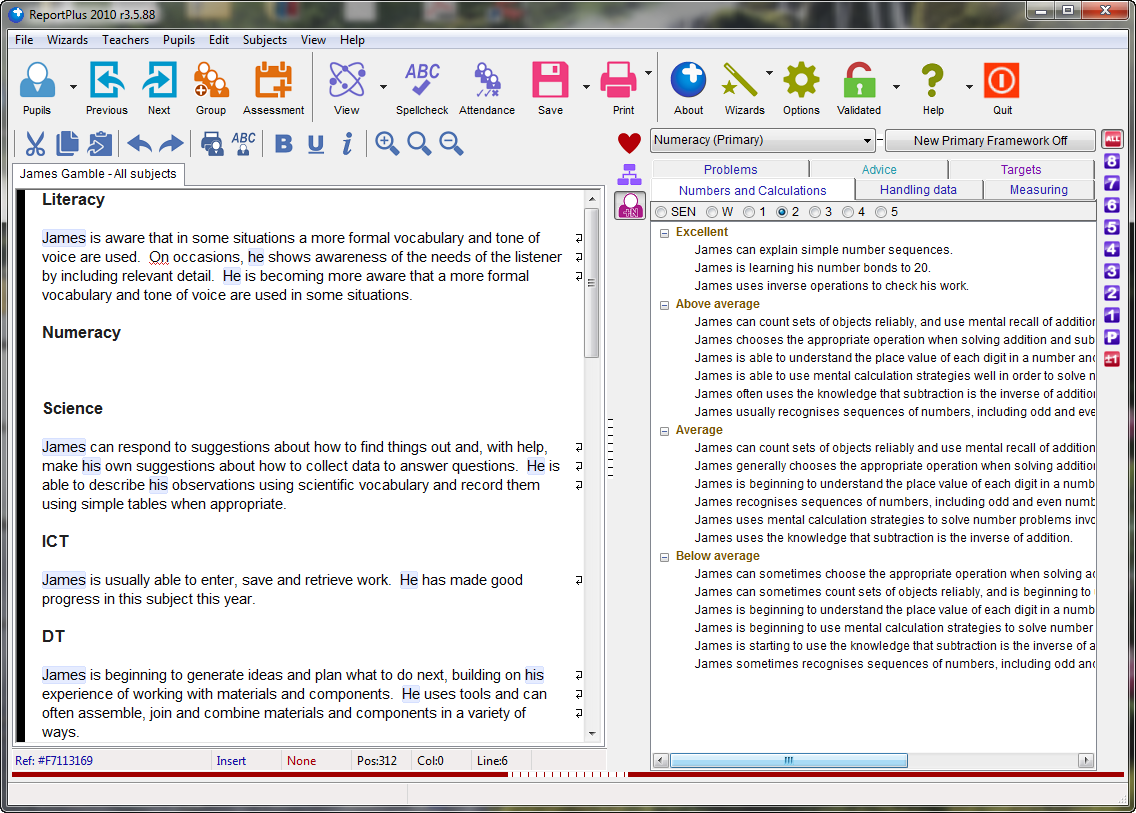 ReportPlus 2010 r3.5.88
File Wizards Teachers Pupils Edit Subjects View Help
ABC
Pupils Previous Next Group Assessment View Spellcheck Attendance Save Print About Wizards Options Validated Help Quit
ABC B U i
Numeracy (Primary) New Primary Framework Off ALL
James Gamble - All subjects
Literacy
James is aware that in some situations a more formal vocabulary and tone of
voice are used. On occasions, he shows awareness of the needs of the listener
by including relevant detail. He is becoming more aware that a more formal
vocabulary and tone of voice are used in some situations.
Numeracy
Science
James can respond to suggestions about how to find things out and, with help,
make his own suggestions about how to collect data to answer questions. He is
able to describe his observations using scientific vocabulary and record them
using simple tables when appropriate.
ICT
James is usually able to enter, save and retrieve work. He has made good
progress in this subject this year.
DT
James is beginning to generate ideas and plan what to do next, building on his
experience of working with materials and components. He uses tools and can
often assemble, join and combine materials and components in a variety of
ways.
Ref: #F7113169 Insert None Pos:312 Col:0 Line:6
Problems Advice Targets
Numbers and Calculations Handling data Measuring
SEN W 1 2 3 4 5
Excellent
James can explain simple number sequences.
James is learning his number bonds to 20.
James uses inverse operations to check his work.
Above average
James can count sets of objects reliably, and use mental recall of addition
James chooses the appropriate operation when solving addition and sub
James is able to understand the place value of each digit in a number and
James is able to use mental calculation strategies well in order to solve n
James often uses the knowledge that subtraction is the inverse of addition
James usually recognises sequences of numbers, including odd and eve
Average
James can count sets of objects reliably and use mental recall of addition
James generally chooses the appropriate operation when solving addition
James is beginning to understand the place value of each digit in a numb
James recognises sequences of numbers, including odd and even numb
James uses mental calculation strategies to solve number problems invo
James uses the knowledge that subtraction is the inverse of addition.
Below average
James can sometimes choose the appropriate operation when solving ad
James can sometimes count sets of objects reliably, and is beginning to
James is beginning to understand the place value of each digit in a numb
James is beginning to use mental calculation strategies to solve number
James is starting to use the knowledge that subtraction is the inverse of a
James sometimes recognises sequences of numbers, including odd and
8
7
6
5
4
3
2
1
P
±1